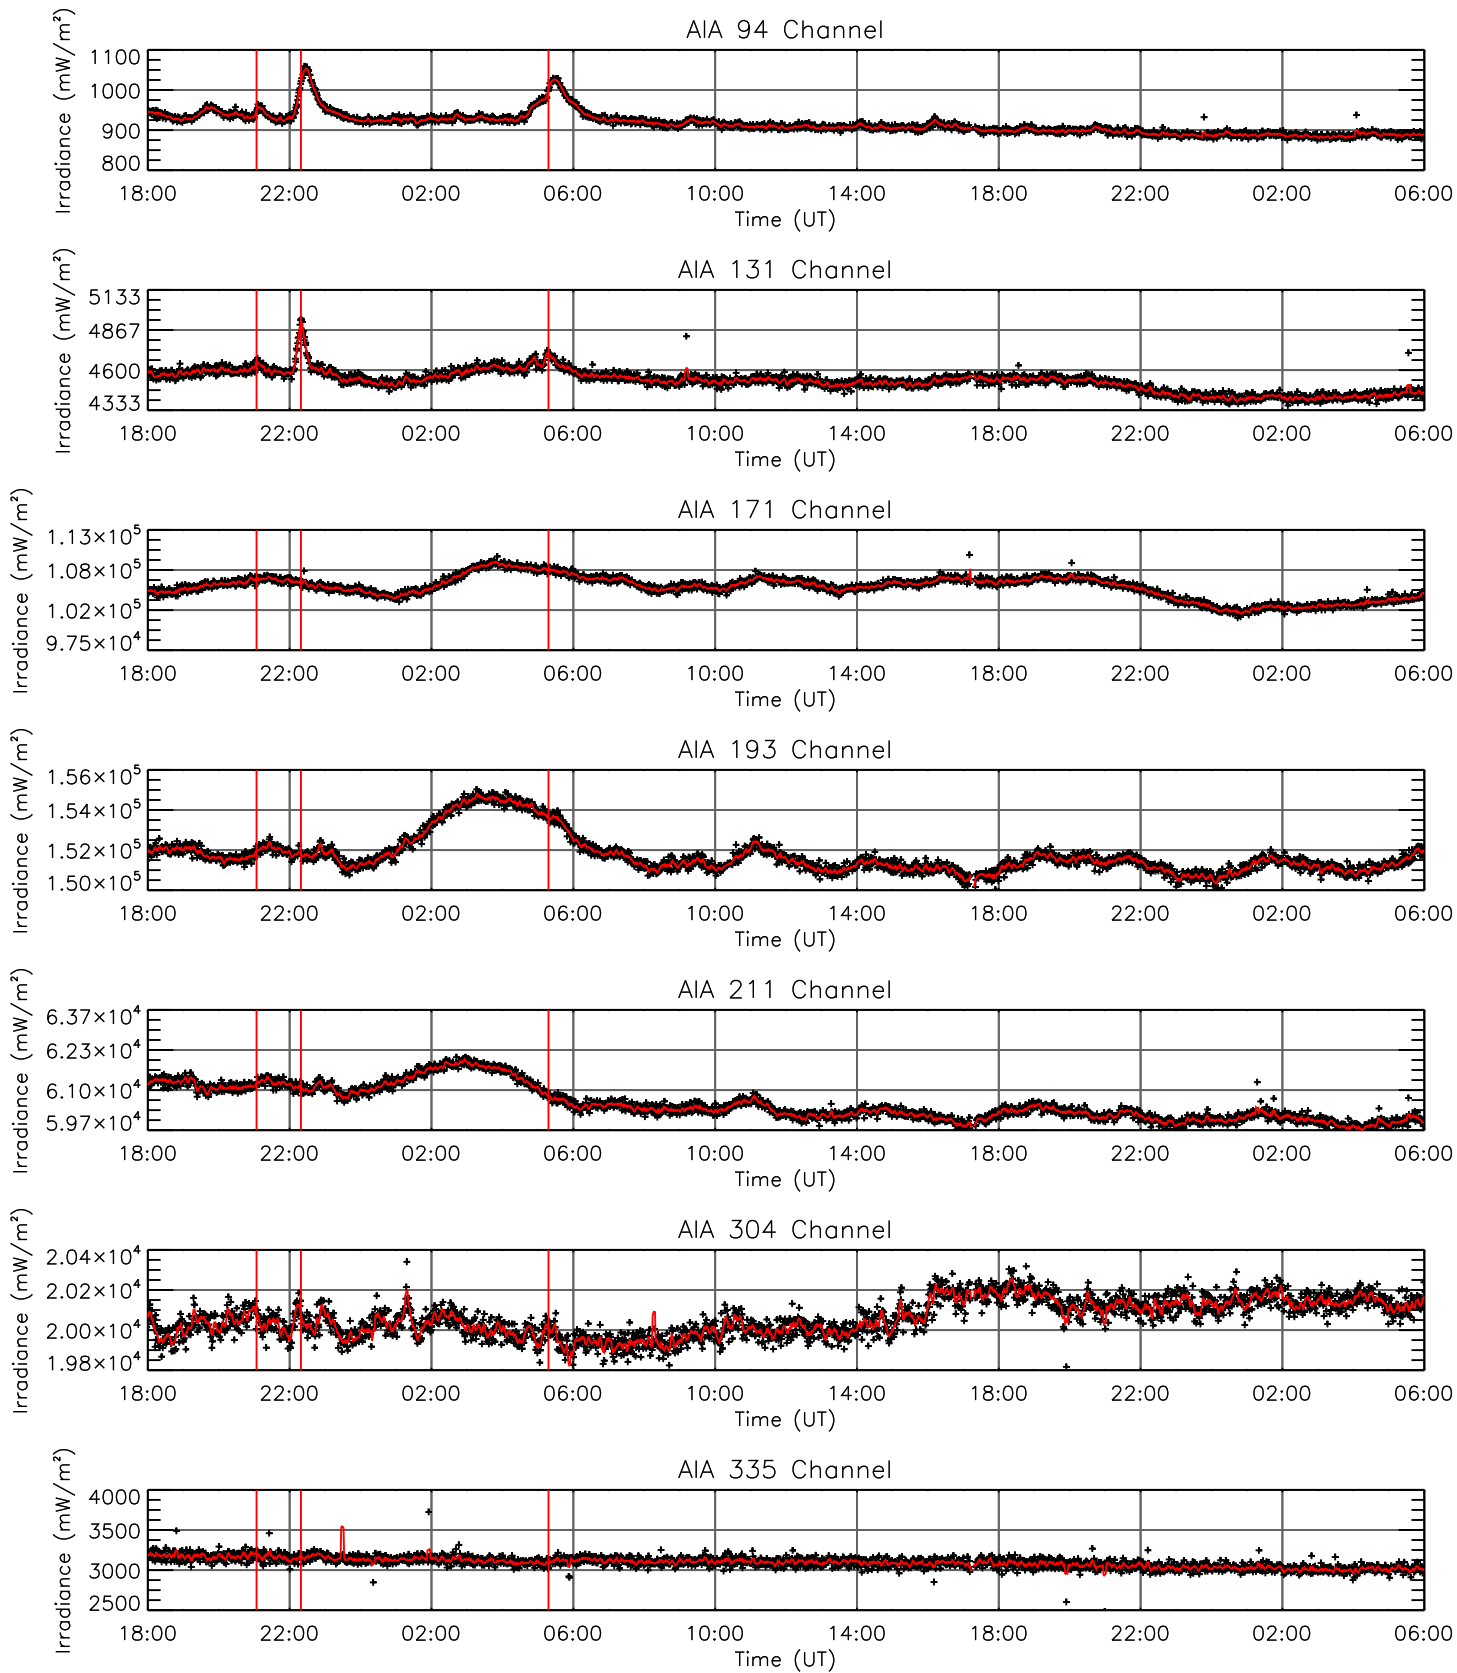 AIA 94 Channel
Irradiance (mW/m²)
1100
1000
900
800
18:00 22:00 02:00 06:00 10:00 14:00 18:00 22:00 02:00 06:00
Time (UT)
AIA 131 Channel
Irradiance (mW/m²)
5133
4867
4600
4333
18:00 22:00 02:00 06:00 10:00 14:00 18:00 22:00 02:00 06:00
Time (UT)
AIA 171 Channel
Irradiance (mW/m²)
1.13×10⁵
1.08×10⁵
1.02×10⁵
9.75×10⁴
18:00 22:00 02:00 06:00 10:00 14:00 18:00 22:00 02:00 06:00
Time (UT)
AIA 193 Channel
Irradiance (mW/m²)
1.56×10⁵
1.54×10⁵
1.52×10⁵
1.50×10⁵
18:00 22:00 02:00 06:00 10:00 14:00 18:00 22:00 02:00 06:00
Time (UT)
AIA 211 Channel
Irradiance (mW/m²)
6.37×10⁴
6.23×10⁴
6.10×10⁴
5.97×10⁴
18:00 22:00 02:00 06:00 10:00 14:00 18:00 22:00 02:00 06:00
Time (UT)
AIA 304 Channel
Irradiance (mW/m²)
2.04×10⁴
2.02×10⁴
2.00×10⁴
1.98×10⁴
18:00 22:00 02:00 06:00 10:00 14:00 18:00 22:00 02:00 06:00
Time (UT)
AIA 335 Channel
Irradiance (mW/m²)
4000
3500
3000
2500
18:00 22:00 02:00 06:00 10:00 14:00 18:00 22:00 02:00 06:00
Time (UT)